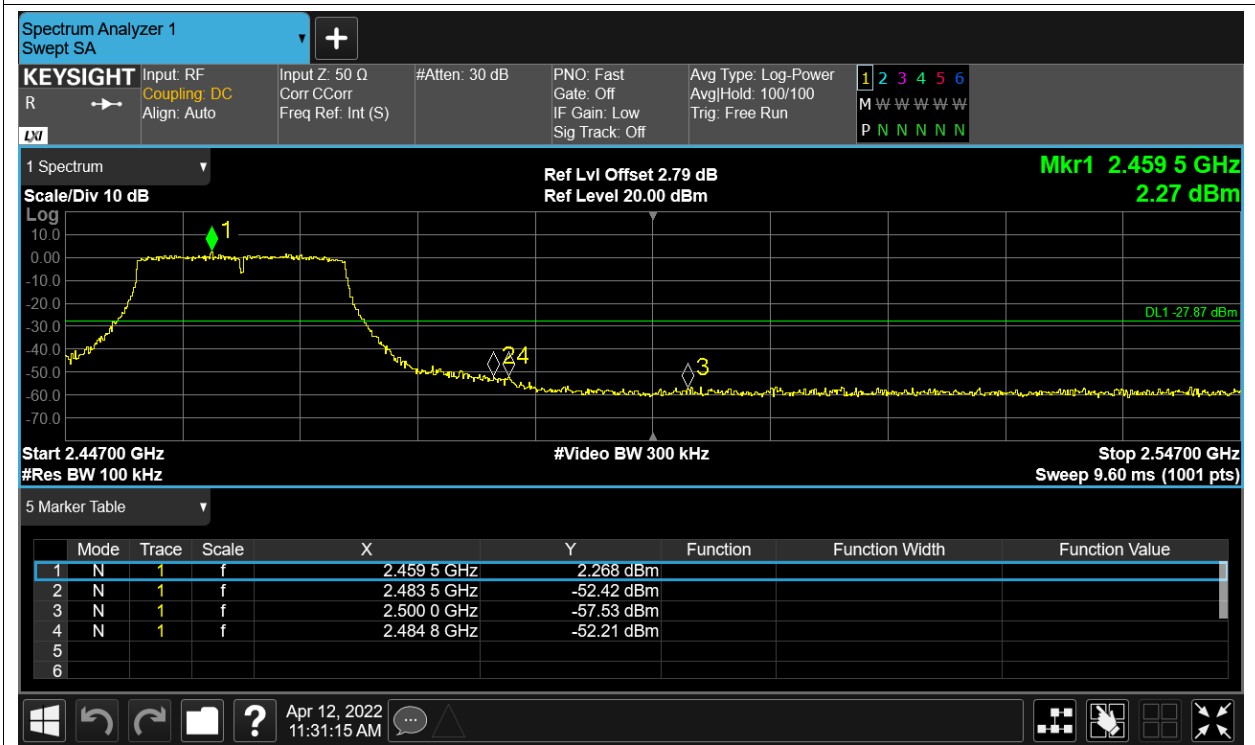 Spectrum Analyzer 1
Swept SA
+
KEYSIGHT
R
LXI
Input: RF
Coupling: DC
Align: Auto
Input Z: 50 Ω
Corr CCorr
Freq Ref: Int (S)
#Atten: 30 dB
PNO: Fast
Gate: Off
IF Gain: Low
Sig Track: Off
Avg Type: Log-Power
Avg|Hold: 100/100
Trig: Free Run
1 2 3 4 5 6
M W W W W W
P N N N N N
1 Spectrum
Scale/Div 10 dB
Ref Lvl Offset 2.79 dB
Ref Level 20.00 dBm
Mkr1 2.459 5 GHz
2.27 dBm
Log
10.0
0.00
-10.0
-20.0
-30.0
-40.0
-50.0
-60.0
-70.0
1
24
3
DL1 -27.87 dBm
Start 2.44700 GHz
#Res BW 100 kHz
#Video BW 300 kHz
Stop 2.54700 GHz
Sweep 9.60 ms (1001 pts)
5 Marker Table
Mode Trace Scale X Y Function Function Width Function Value
1 N 1 f 2.459 5 GHz 2.268 dBm
2 N 1 f 2.483 5 GHz -52.42 dBm
3 N 1 f 2.500 0 GHz -57.53 dBm
4 N 1 f 2.484 8 GHz -52.21 dBm
5
6
?
Apr 12, 2022
11:31:15 AM